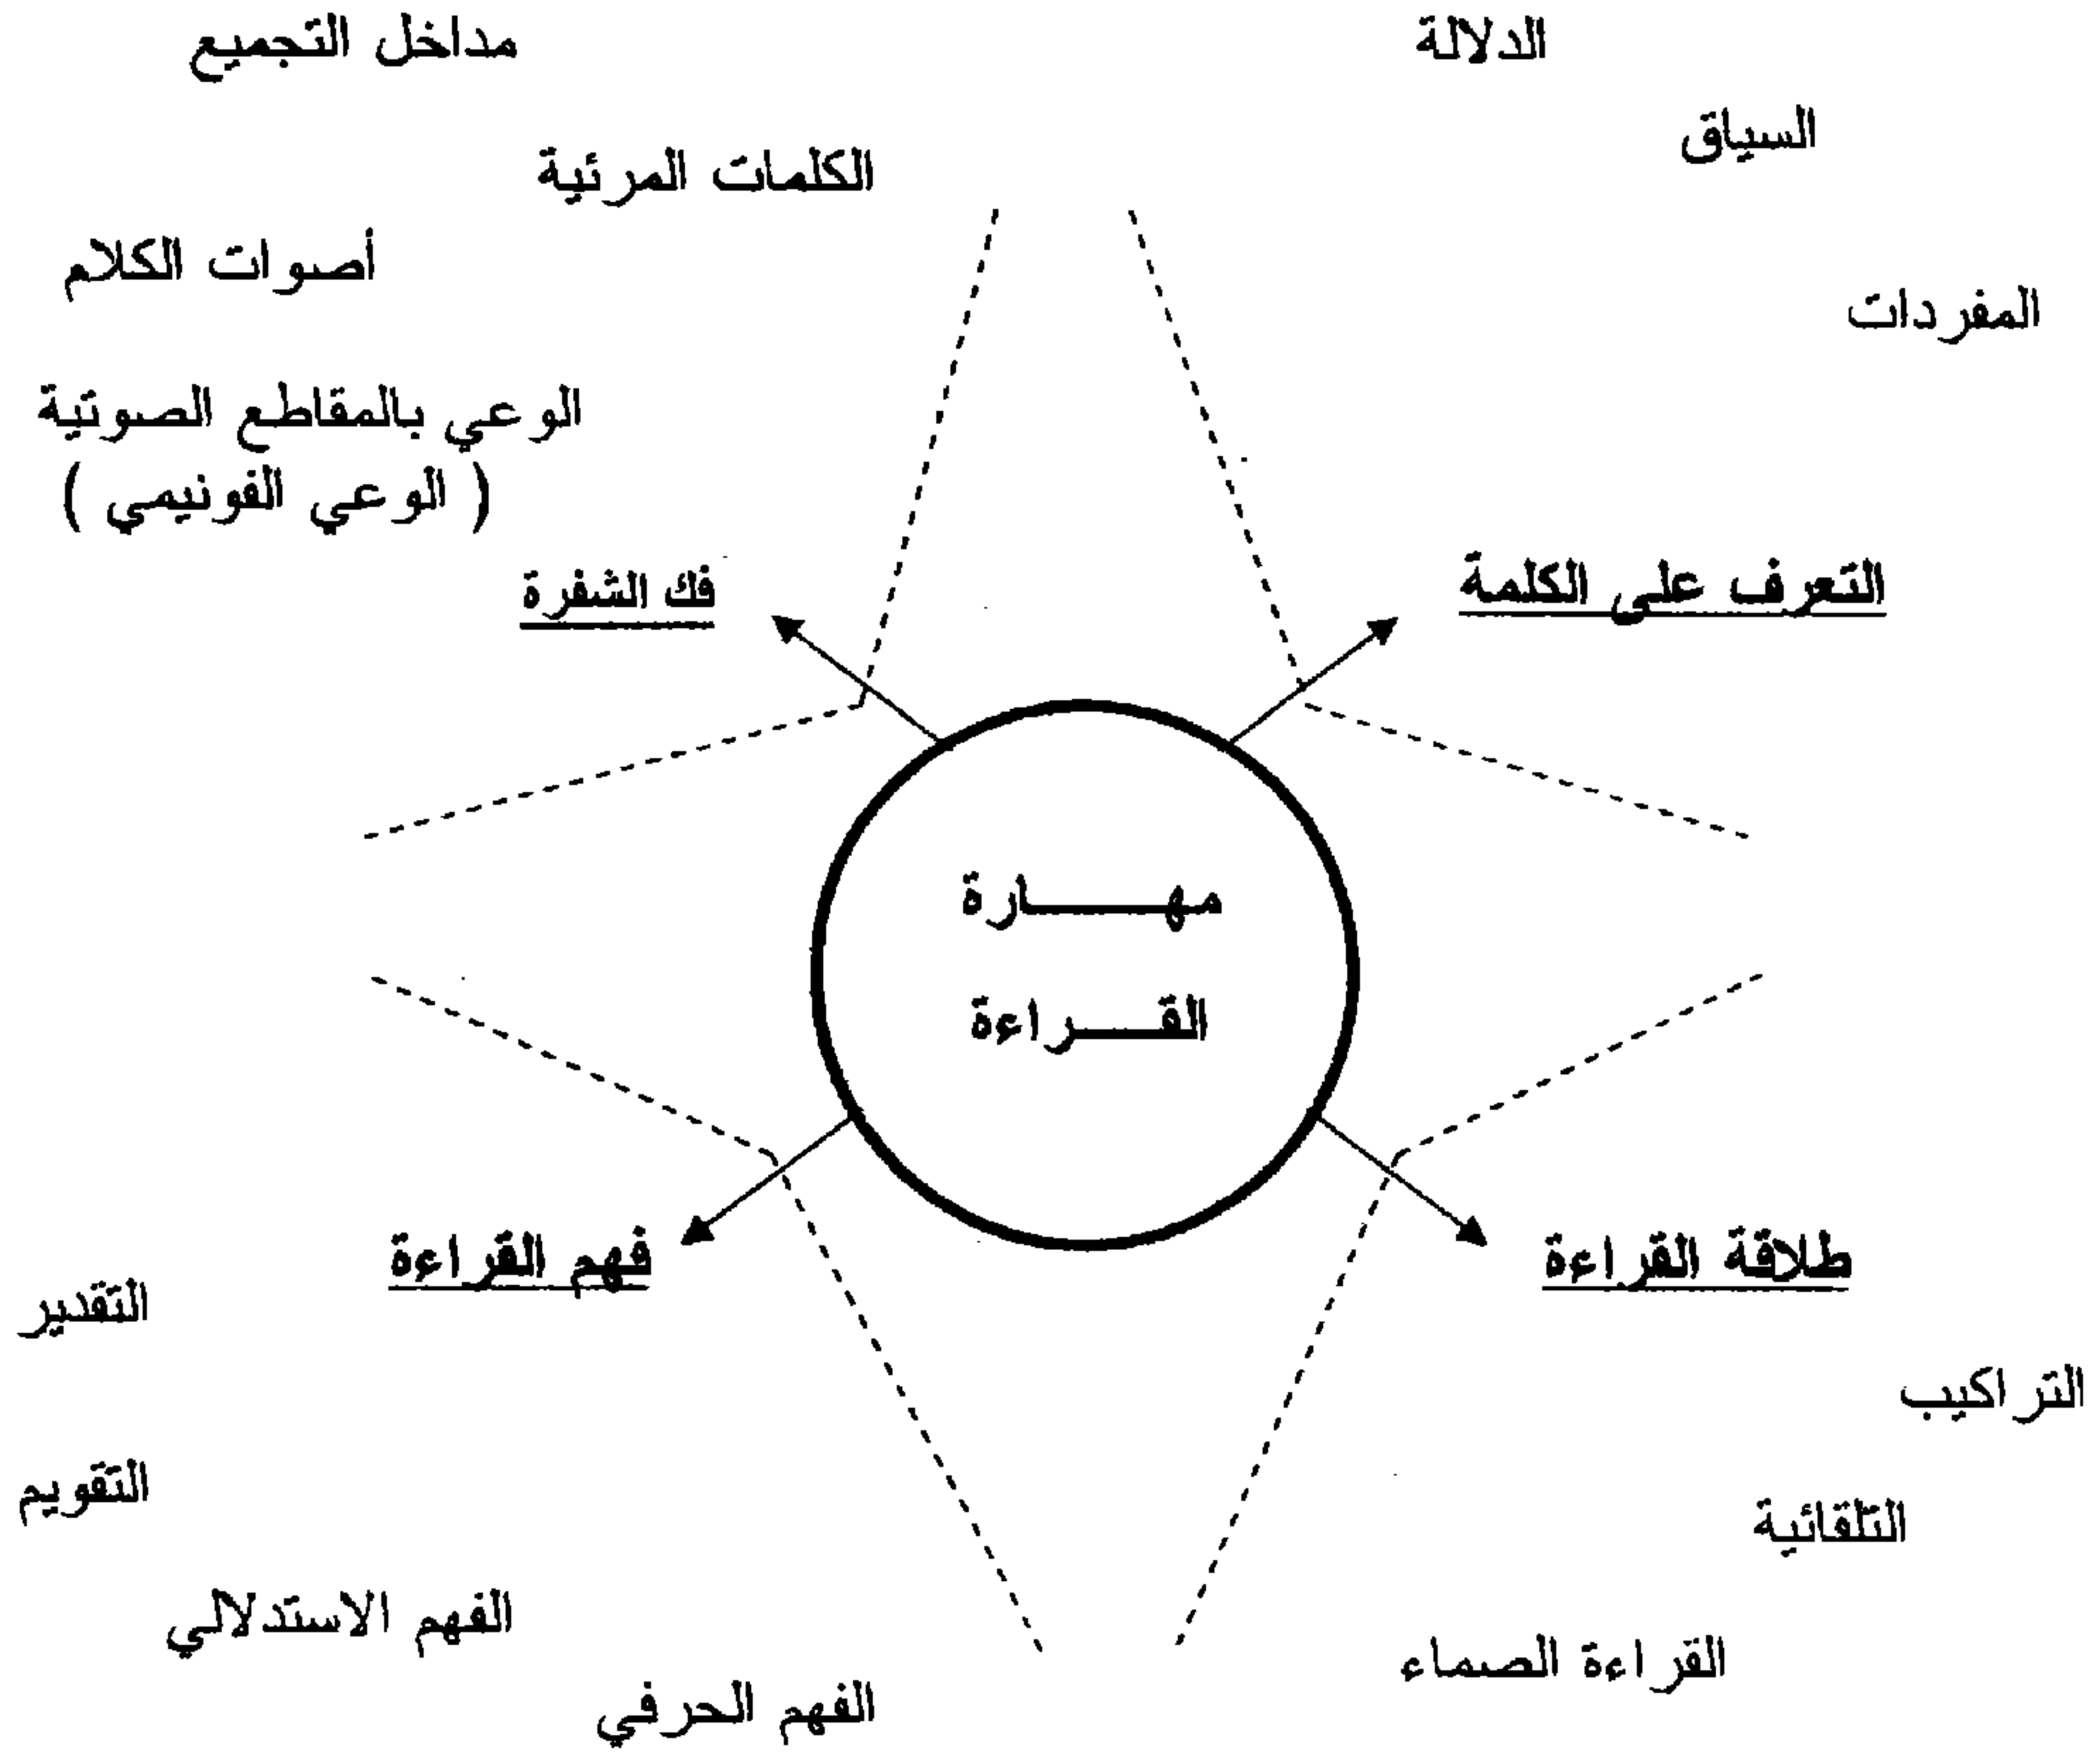 الدلالة
السياق
المفردات
التعرف على الكلمة
مداخل التجميع
الكلمات المرئية
أصوات الكلام
الوعي بالمقاطع الصوتية
( الوعي الفونيمي )
فك الشفرة
مهـــــارة
القـــراءة
طلاقة القراءة
التراكيب
التلقائية
القراءة الصماء
فهم القراءة
التقدير
التقويم
الفهم الاستدلالي
الفهم الحرفي